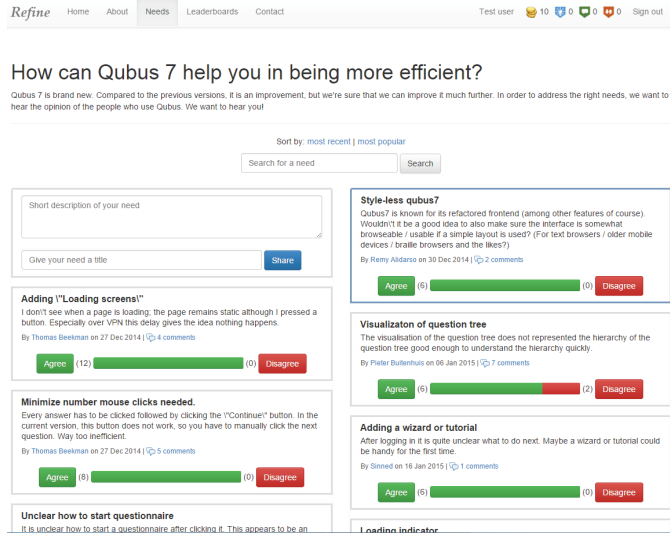 Refine Home About Needs Leaderboards Contact Test user 10 0 0 0 Sign out
How can Qubus 7 help you in being more efficient?
Qubus 7 is brand new. Compared to the previous versions, it is an improvement, but we're sure that we can improve it much further. In order to address the right needs, we want to
hear the opinion of the people who use Qubus. We want to hear you!
Sort by: most recent | most popular
Search for a need Search
Short description of your need
Give your need a title Share
Adding \"Loading screens\"
I don\'t see when a page is loading; the page remains static although I pressed a
button. Especially over VPN this delay gives the idea nothing happens.
By Thomas Beekman on 27 Dec 2014 | 4 comments
Agree (12) (0) Disagree
Minimize number mouse clicks needed.
Every answer has to be clicked followed by clicking the \"Continue\" button. In the
current version, this button does not work, so you have to manually click the next
question. Way too inefficient.
By Thomas Beekman on 27 Dec 2014 | 5 comments
Agree (8) (0) Disagree
Unclear how to start questionnaire
It is unclear how to start a questionnaire after clicking it. This appears to be an
Style-less qubus7
Qubus7 is known for its refactored frontend (among other features of course).
Wouldn\'t it be a good idea to also make sure the interface is somewhat
browseable / usable if a simple layout is used? (For text browsers / older mobile
devices / braille browsers and the likes?)
By Remy Alidarso on 30 Dec 2014 | 2 comments
Agree (6) (0) Disagree
Visualizaton of question tree
The visualisation of the question tree does not represented the hierarchy of the
question tree good enough to understand the hierarchy quickly.
By Pieter Buitenhuis on 06 Jan 2015 | 7 comments
Agree (6) (2) Disagree
Adding a wizard or tutorial
After logging in it is quite unclear what to do next. Maybe a wizard or tutorial could
be handy for the first time.
By Sinned on 16 Jan 2015 | 1 comments
Agree (6) (0) Disagree
Loading indicator